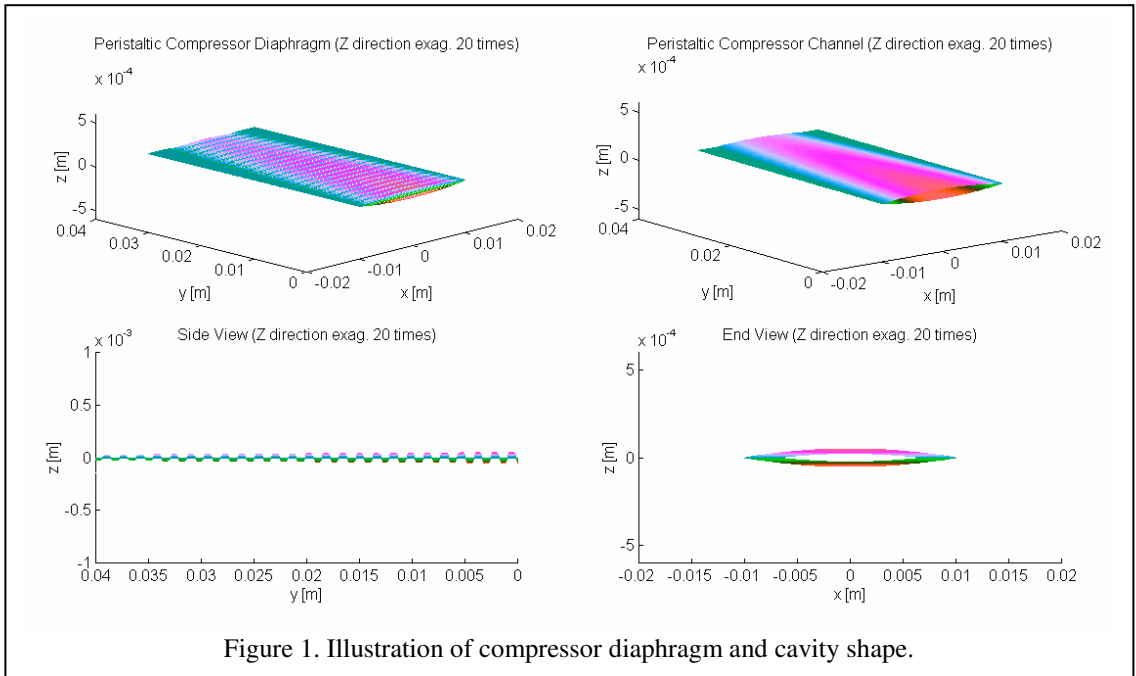 Peristaltic Compressor Diaphragm (Z direction exag. 20 times)
x 10-4
5
0
-5
z [m]
0.04
0.03
0.02
0.01
0
y [m]
-0.02
-0.01
0
0.01
0.02
x [m]
Peristaltic Compressor Channel (Z direction exag. 20 times)
x 10-4
5
0
-5
z [m]
0.04
0.02
0
y [m]
-0.02
-0.01
0
0.01
0.02
x [m]
Side View (Z direction exag. 20 times)
x 10-3
1
0.5
0
-0.5
-1
z [m]
0.04 0.035 0.03 0.025 0.02 0.015 0.01 0.005 0
y [m]
End View (Z direction exag. 20 times)
x 10-4
5
0
-5
z [m]
-0.02 -0.015 -0.01 -0.005 0 0.005 0.01 0.015 0.02
x [m]
Figure 1. Illustration of compressor diaphragm and cavity shape.